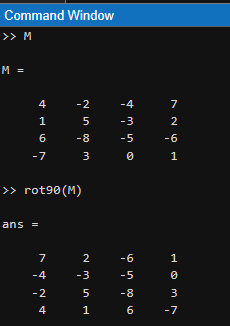 Command Window
>> M
M =
4 -2 -4 7
1 5 -3 2
6 -8 -5 -6
-7 3 0 1
>> rot90(M)
ans =
7 2 -6 1
-4 -3 -5 0
-2 5 -8 3
4 1 6 -7